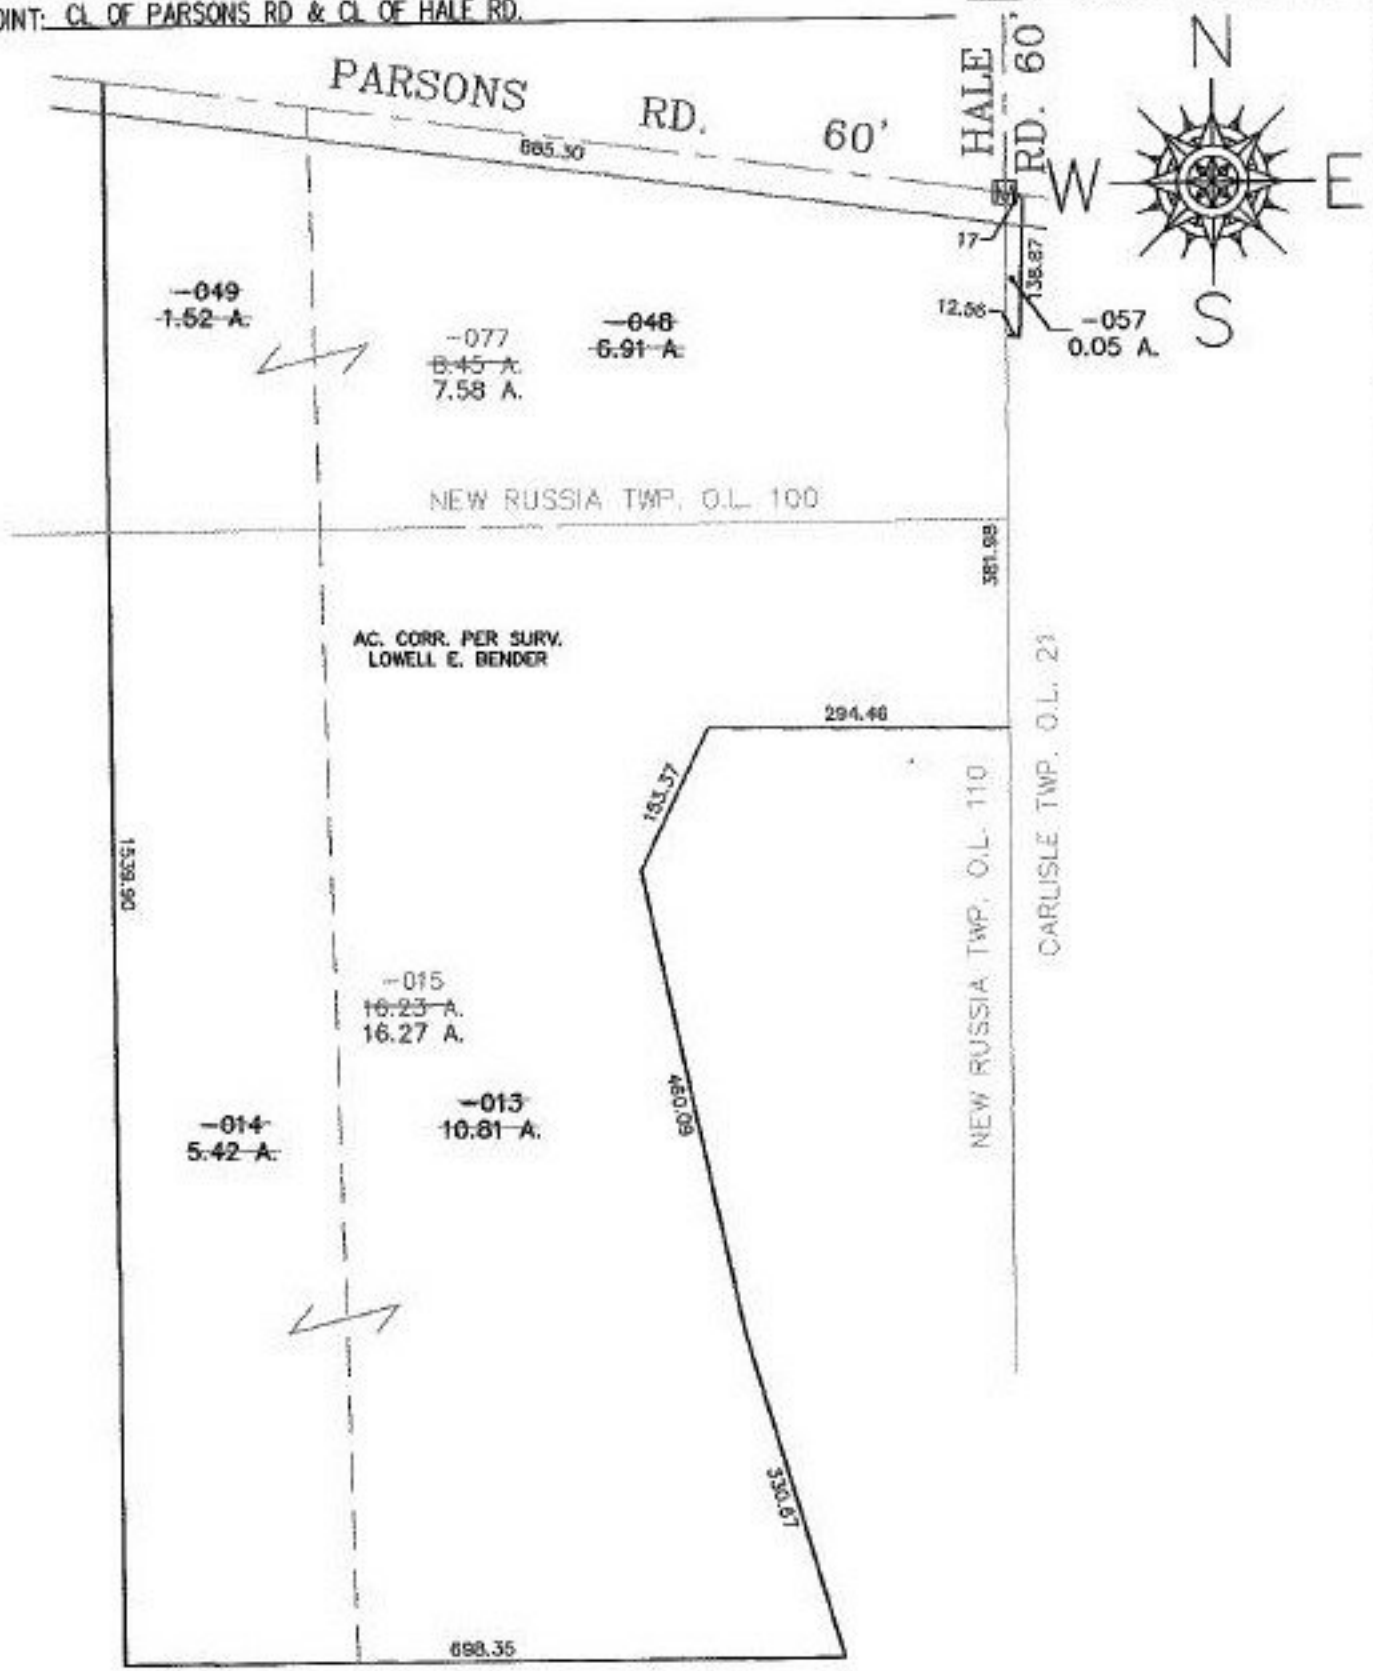 OINT: CL OF PARSONS RD & CL OF HALE RD.
PARSONS RD. 60'
HALE
RD. 60'
N
W
E
S
885.30
17
138.87
12.56
-057
0.05 A.
-049
1.52 A.
-077
8.45 A.
7.58 A.
-048
6.91 A.
NEW RUSSIA TWP. O.L. 100
381.98
AC. CORR. PER SURV.
LOWELL E. BENDER
294.46
153.37
1539.90
NEW RUSSIA TWP. O.L. 110
CARLISLE TWP. O.L. 21
-015
16.23 A.
16.27 A.
460.09
-014
5.42 A.
-013
10.81 A.
330.67
698.35